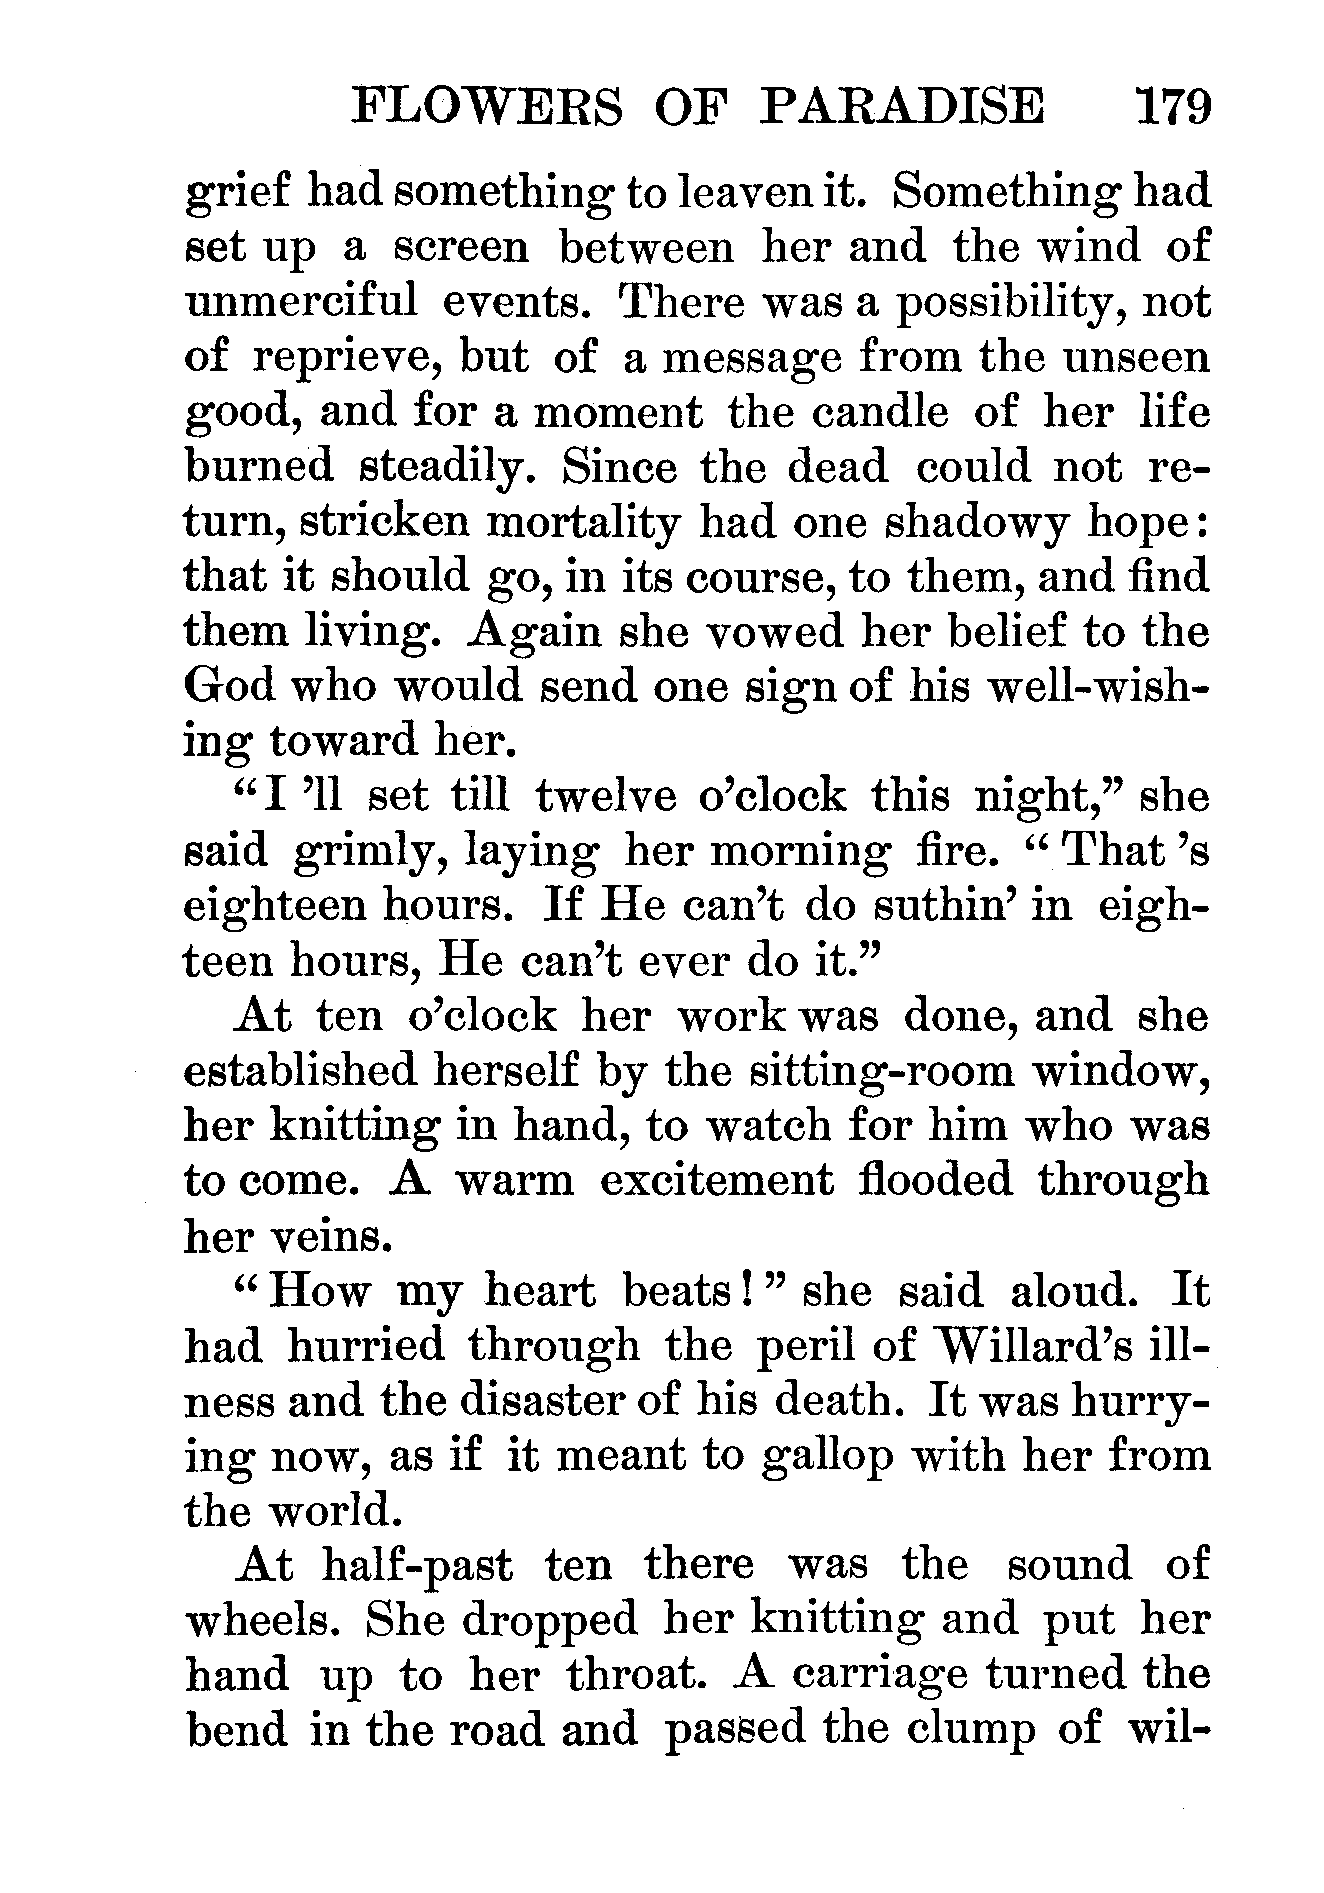 FLOWERS OF PARADISE 179
grief had something to leaven it. Something had
set up a screen between her and the wind of
unmerciful events. There was a possibility, not
of reprieve, but of a message from the unseen
good, and for a moment the candle of her life
burned steadily. Since the dead could not re-
turn, stricken mortality had one shadowy hope:
that it should go, in its course, to them, and find
them living. Again she vowed her belief to the
God who would send one sign of his well-wish-
ing toward her.
“I ’ll set till twelve o’clock this night,” she
said grimly, laying her morning fire. “ That ’s
eighteen hours. If He can’t do suthin’ in eigh-
teen hours, He can’t ever do it.”
At ten o’clock her work was done, and she
established herself by the sitting-room window,
her knitting in hand, to watch for him who was
to come. A warm excitement flooded through
her veins.
“ How my heart beats! ” she said aloud. It
had hurried through the peril of Willard’s ill-
ness and the disaster of his death. It was hurry-
ing now, as if it meant to gallop with her from
the world.
At half-past ten there was the sound of
wheels. She dropped her knitting and put her
hand up to her throat. A carriage turned the
bend in the road and passed the clump of wil-